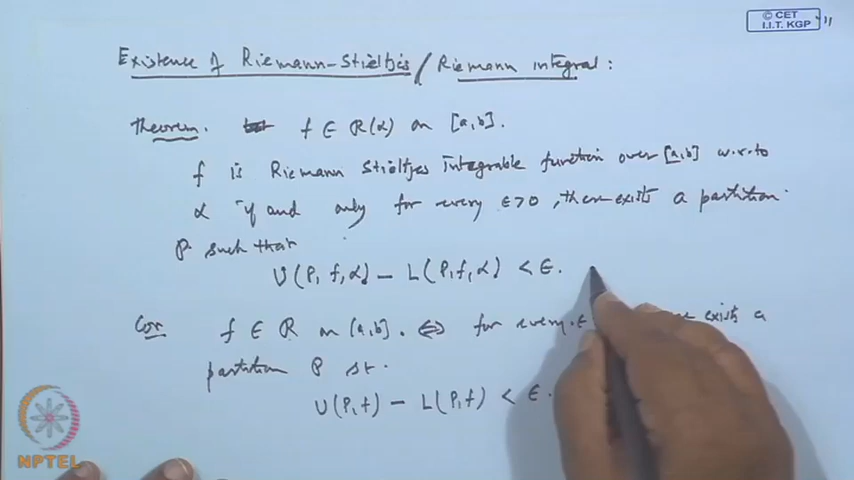 © CET
I.I.T. KGP
Existence of Riemann-Stieltjes / Riemann integral :
Theorem. f ∈ R(α) on [a,b].
f is Riemann Stieltjes Integrable function over [a,b] w.r.to
α if and only for every ε>0, there exists a partition
P such that
U(P, f, α) - L(P, f, α) < ε.
Cor f ∈ R on [a,b]. ⇔ for every ε exists a
partition P st.
U(P, f) - L(P, f) < ε.
NPTEL